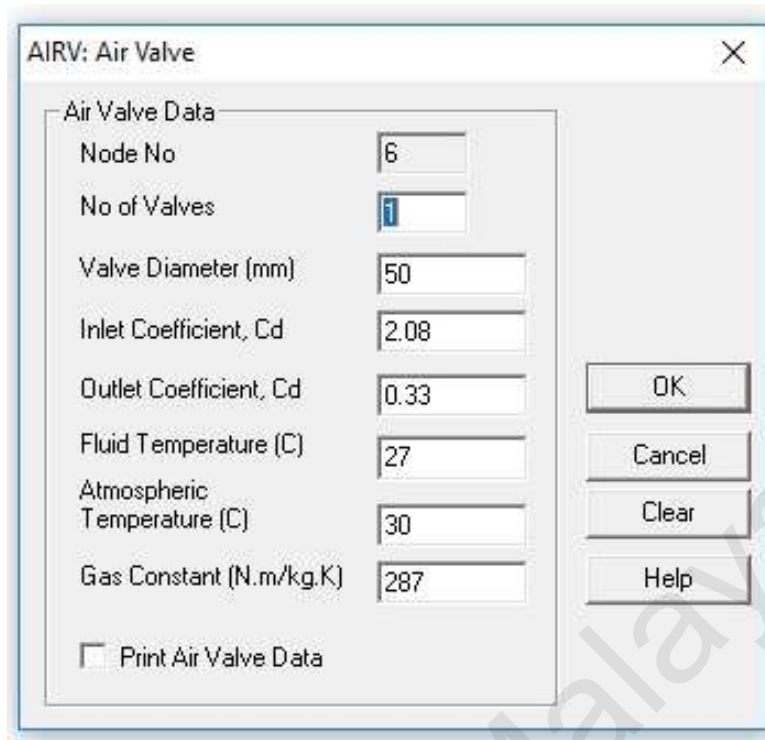 AIRV: Air Valve
Air Valve Data
Node No 6
No of Valves 1
Valve Diameter (mm) 50
Inlet Coefficient, Cd 2.08
Outlet Coefficient, Cd 0.33
Fluid Temperature (C) 27
Atmospheric
Temperature (C) 30
Gas Constant (N.m/kg.K) 287
Print Air Valve Data
OK
Cancel
Clear
Help
Malaya